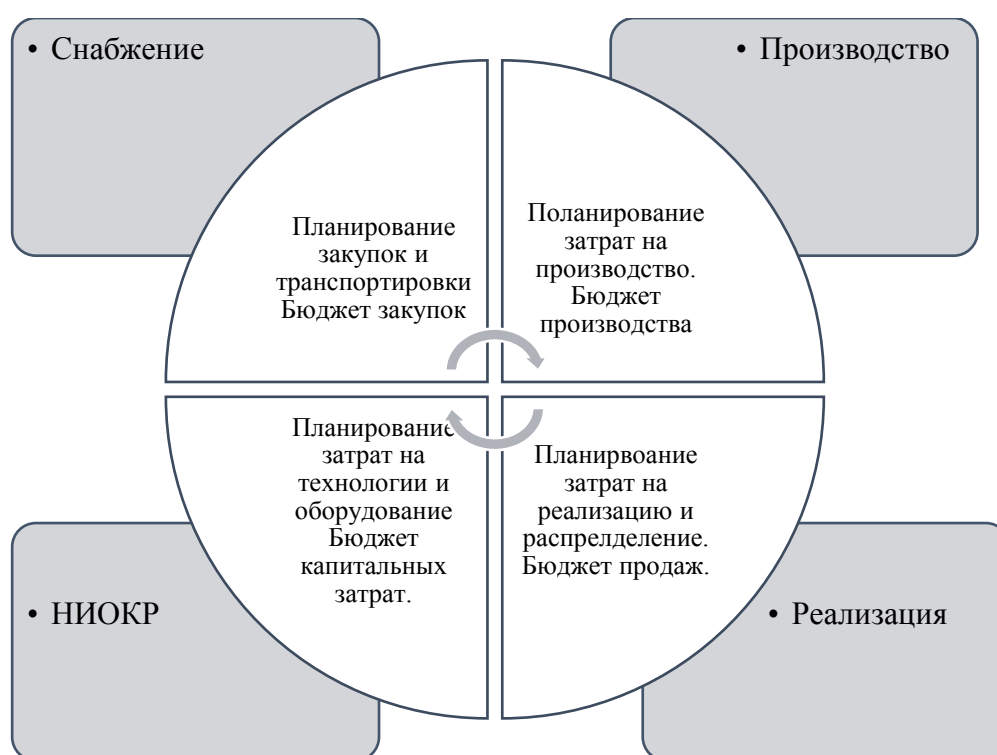 • Снабжение
• Производство
Планирование
закупок и
транспортировки
Бюджет закупок
Поланирование
затрат на
производство.
Бюджет
производства
Планирование
затрат на
технологии и
оборудование
Бюджет
капитальных
затрат.
Планирвоание
затрат на
реализацию и
распрелделение.
Бюджет продаж.
• НИОКР
• Реализация